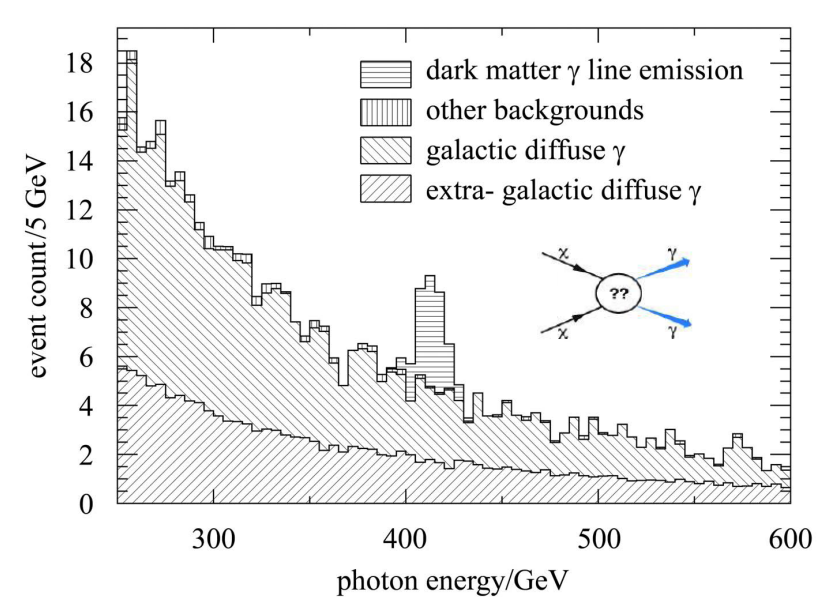 dark matter γ line emission
other backgrounds
galactic diffuse γ
extra- galactic diffuse γ
18
16
14
12
10
8
6
4
2
0
event count/5 GeV
χ
γ
??
χ
γ
300
400
500
600
photon energy/GeV